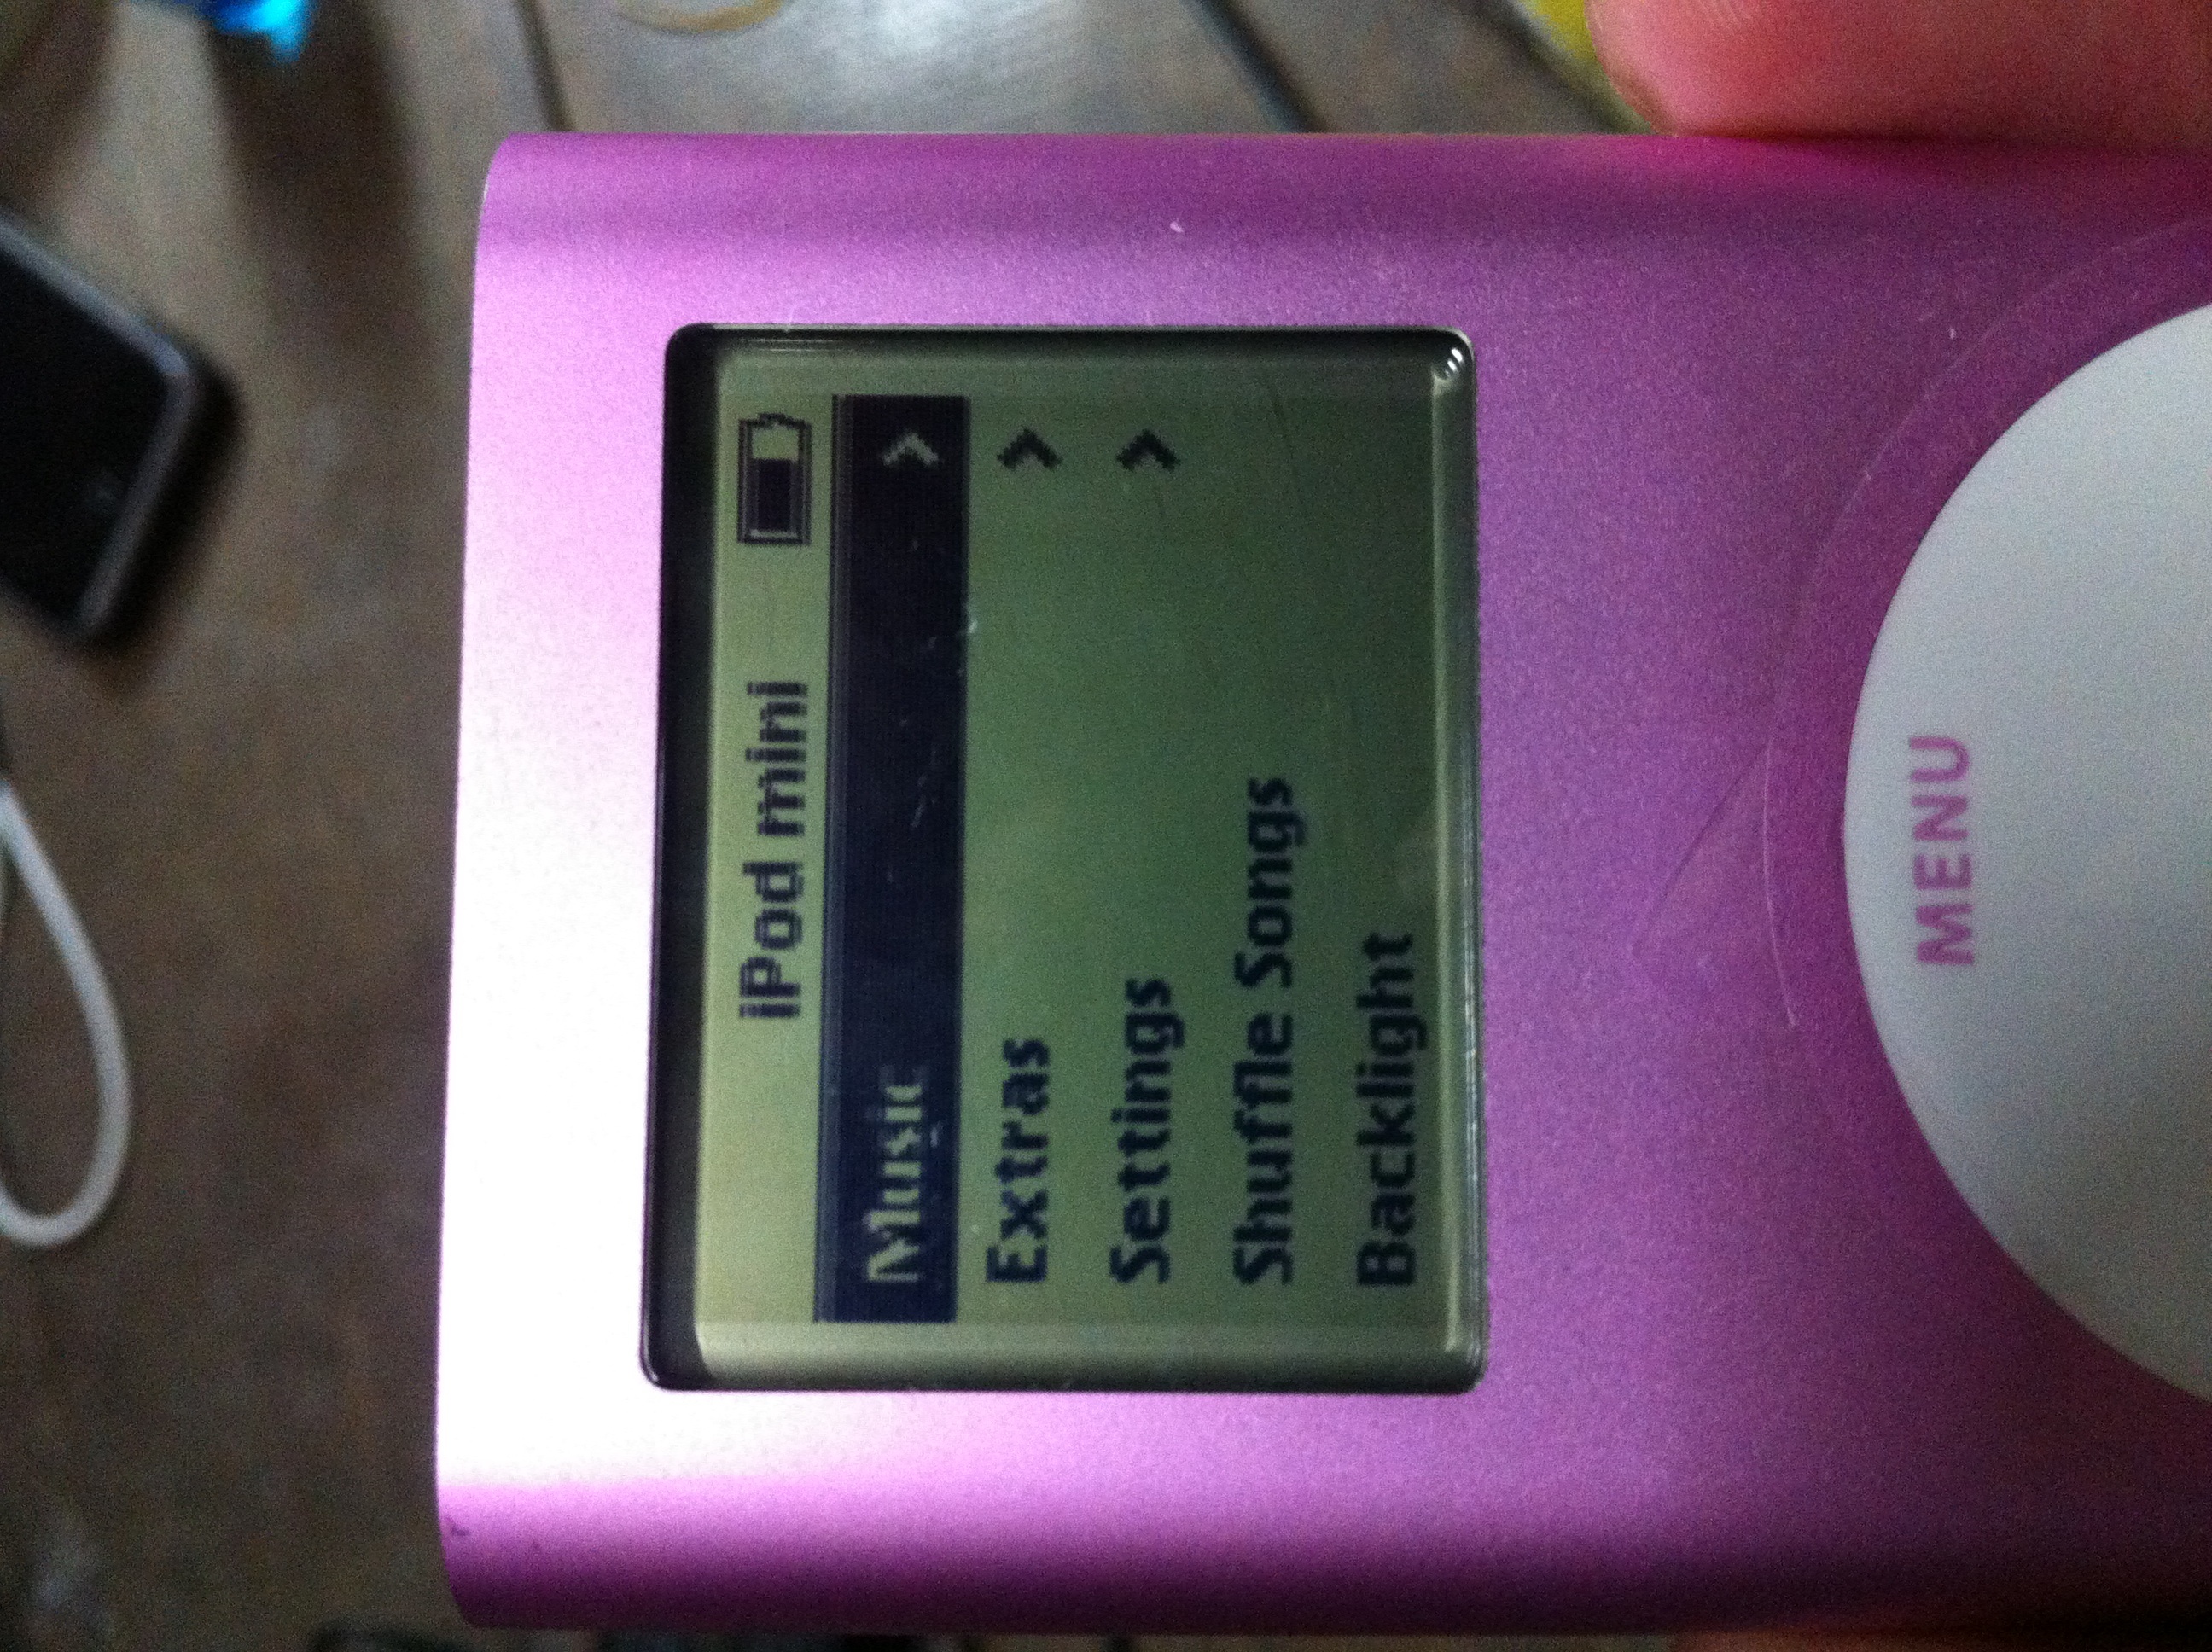 iPod mini
Music
Extras
Settings
Shuffle Songs
Backlight
MENU